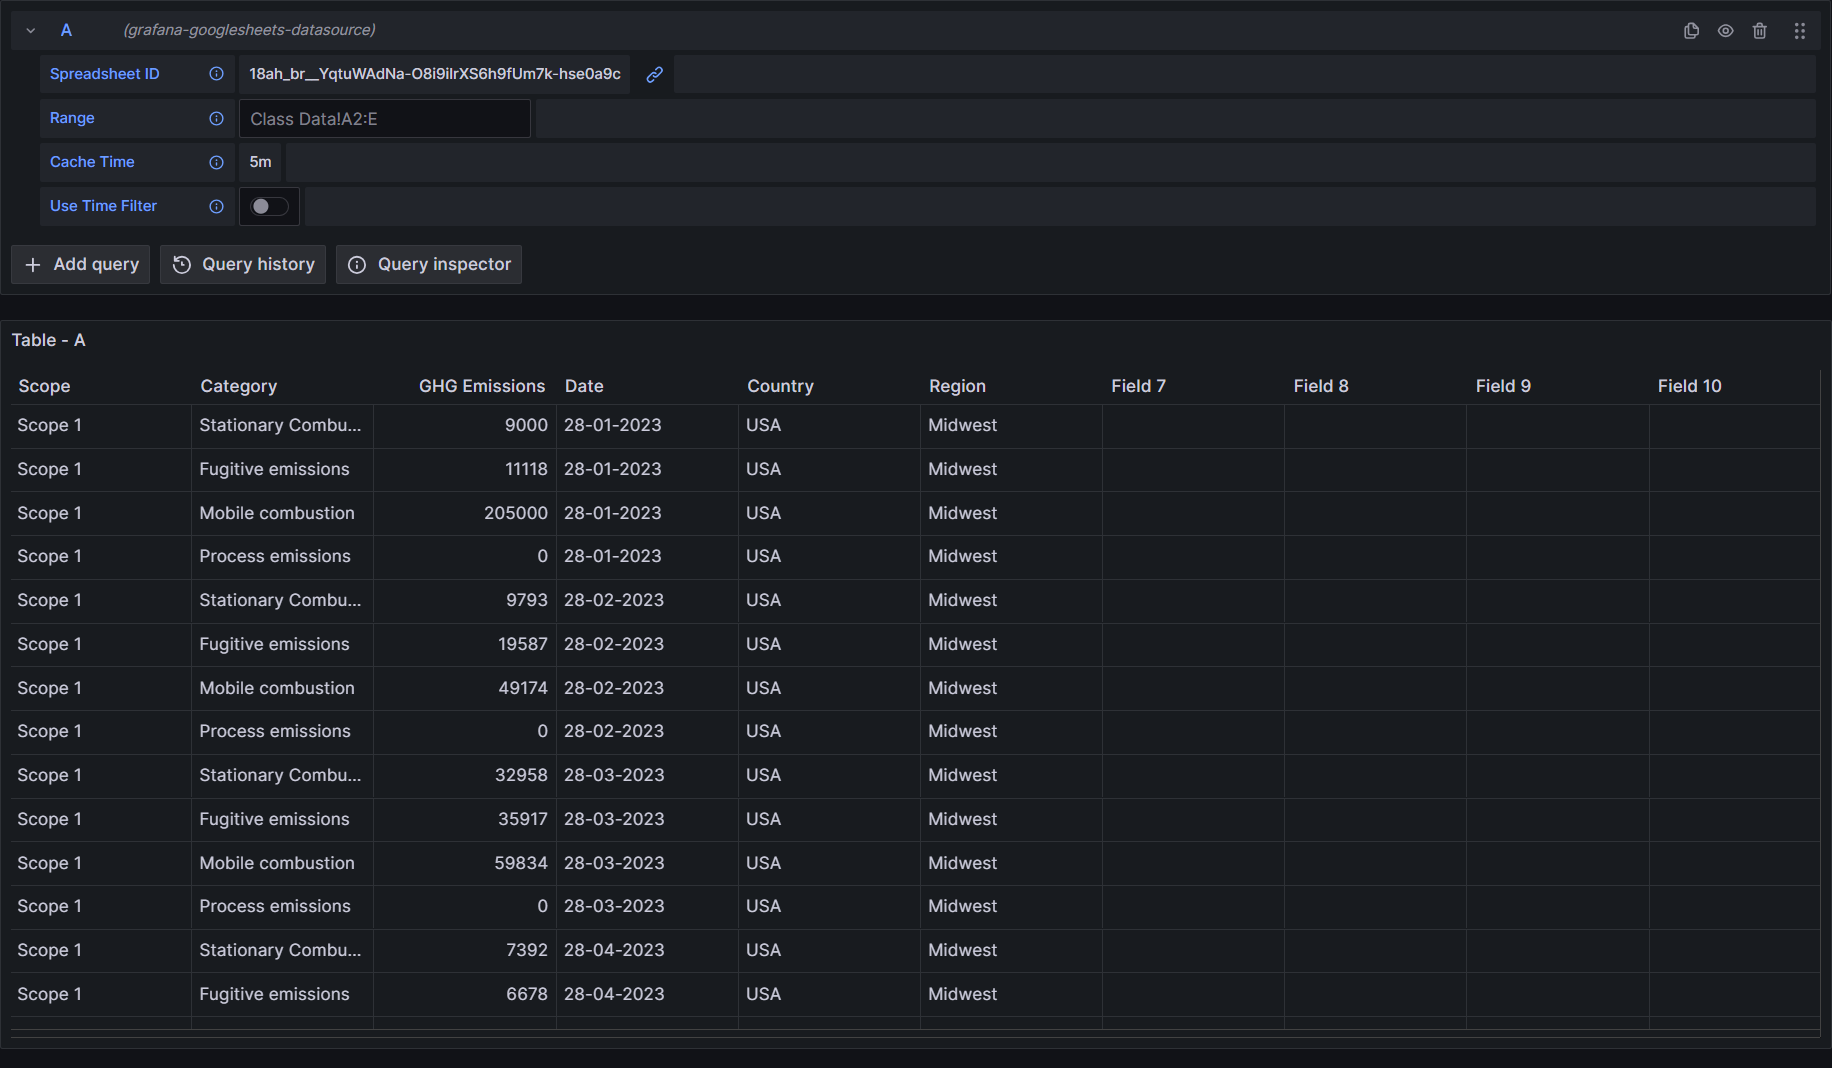 A (grafana-googlesheets-datasource)
Spreadsheet ID 18ah_br__YqtuWAdNa-O8i9ilrXS6h9fUm7k-hse0a9c
Range Class Data!A2:E
Cache Time 5m
Use Time Filter
Add query Query history Query inspector
Table - A
Scope Category GHG Emissions Date Country Region Field 7 Field 8 Field 9 Field 10
Scope 1 Stationary Combu... 9000 28-01-2023 USA Midwest
Scope 1 Fugitive emissions 11118 28-01-2023 USA Midwest
Scope 1 Mobile combustion 205000 28-01-2023 USA Midwest
Scope 1 Process emissions 0 28-01-2023 USA Midwest
Scope 1 Stationary Combu... 9793 28-02-2023 USA Midwest
Scope 1 Fugitive emissions 19587 28-02-2023 USA Midwest
Scope 1 Mobile combustion 49174 28-02-2023 USA Midwest
Scope 1 Process emissions 0 28-02-2023 USA Midwest
Scope 1 Stationary Combu... 32958 28-03-2023 USA Midwest
Scope 1 Fugitive emissions 35917 28-03-2023 USA Midwest
Scope 1 Mobile combustion 59834 28-03-2023 USA Midwest
Scope 1 Process emissions 0 28-03-2023 USA Midwest
Scope 1 Stationary Combu... 7392 28-04-2023 USA Midwest
Scope 1 Fugitive emissions 6678 28-04-2023 USA Midwest